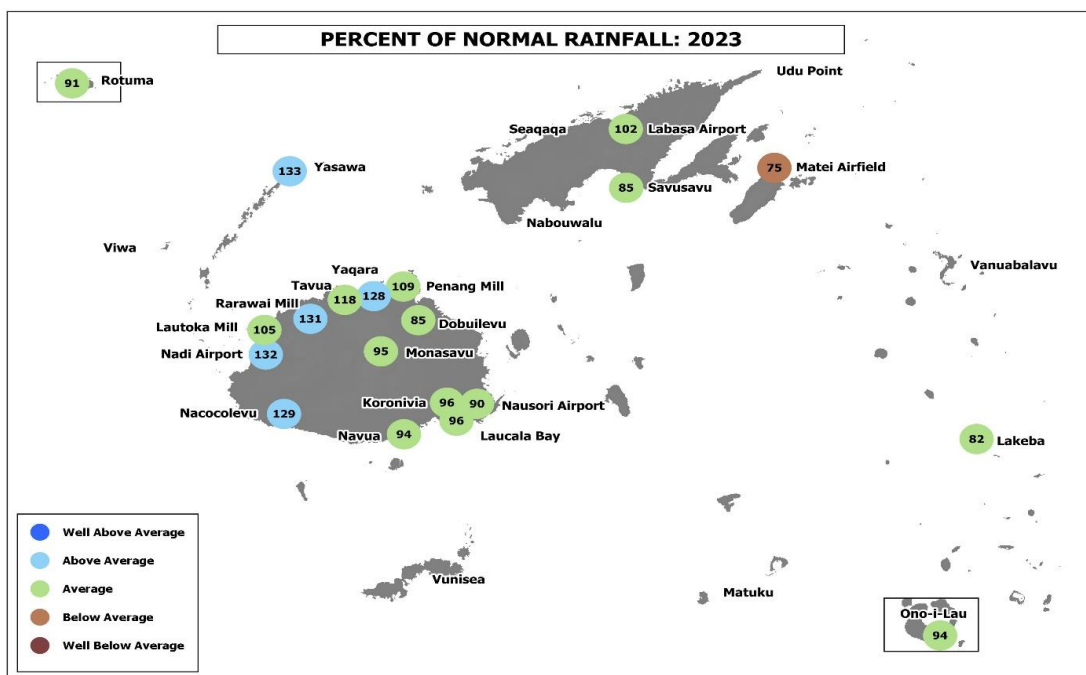 PERCENT OF NORMAL RAINFALL: 2023
91 Rotuma
Udu Point
Seaqaqa 102 Labasa Airport
133 Yasawa
75 Matei Airfield
85 Savusavu
Nabouwalu
Viwa
Vanuabalavu
Yaqara
128
Tavua
118
109 Penang Mill
Rarawai Mill
131
85
Dobuilevu
Lautoka Mill 105
Nadi Airport 132
95 Monasavu
Koronivia 96
90 Nausori Airport
96
Laucala Bay
Nacocolevu 129
Navua 94
82 Lakeba
Well Above Average
Above Average
Average
Below Average
Well Below Average
Vunisea
Matuku
Ono-i-Lau
94